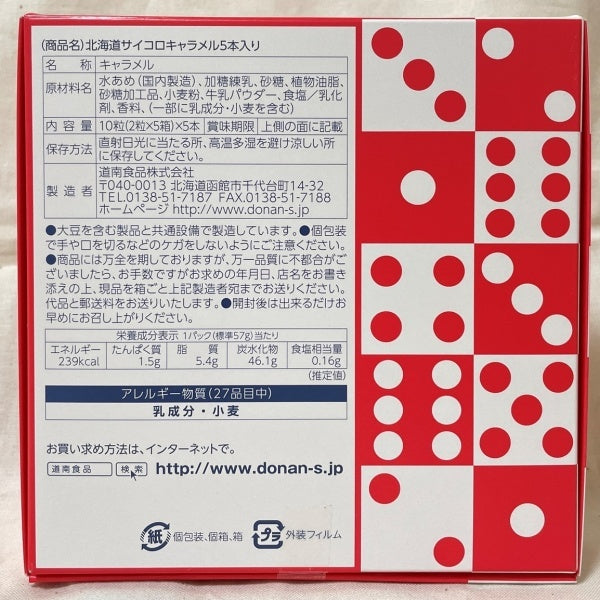 (商品名)北海道サイコロキャラメル5本入り
名 称 キャラメル
原材料名 水あめ(国内製造)、加糖練乳、砂糖、植物油脂、
砂糖加工品、小麦粉、牛乳パウダー、食塩/乳化
剤、香料、(一部に乳成分・小麦を含む)
内 容 量 10粒(2粒×5箱)×5本 賞味期限 上側の面に記載
保存方法 直射日光に当たる所、高温多湿を避け涼しい所
に保存してください。
製 造 者 道南食品株式会社
〒040-0013 北海道函館市千代台町14-32
TEL.0138-51-7187 FAX.0138-51-7188
ホームページ http://www.donan-s.jp
●大豆を含む製品と共通設備で製造しています。●個包装
で手や口を切るなどのケガをしないようにご注意ください。
●商品には万全を期しておりますが、万一品質に不都合がご
ざいましたら、お手数ですがお求めの年月日、店名をお書き
添えの上、現品を箱ごと上記製造者宛までお送りください。
代品と郵送料をお送りいたします。●開封後は出来るだけお
早めにお召し上がりください。
栄養成分表示 1パック(標準57g)当たり
エネルギー たんぱく質 脂 質 炭水化物 食塩相当量
239kcal 1.5g 5.4g 46.1g 0.16g
(推定値)
アレルギー物質(27品目中)
乳成分・小麦
お買い求め方法は、インターネットで。
道南食品 検索 http://www.donan-s.jp
紙 個包装、個箱、箱 プラ 外装フィルム